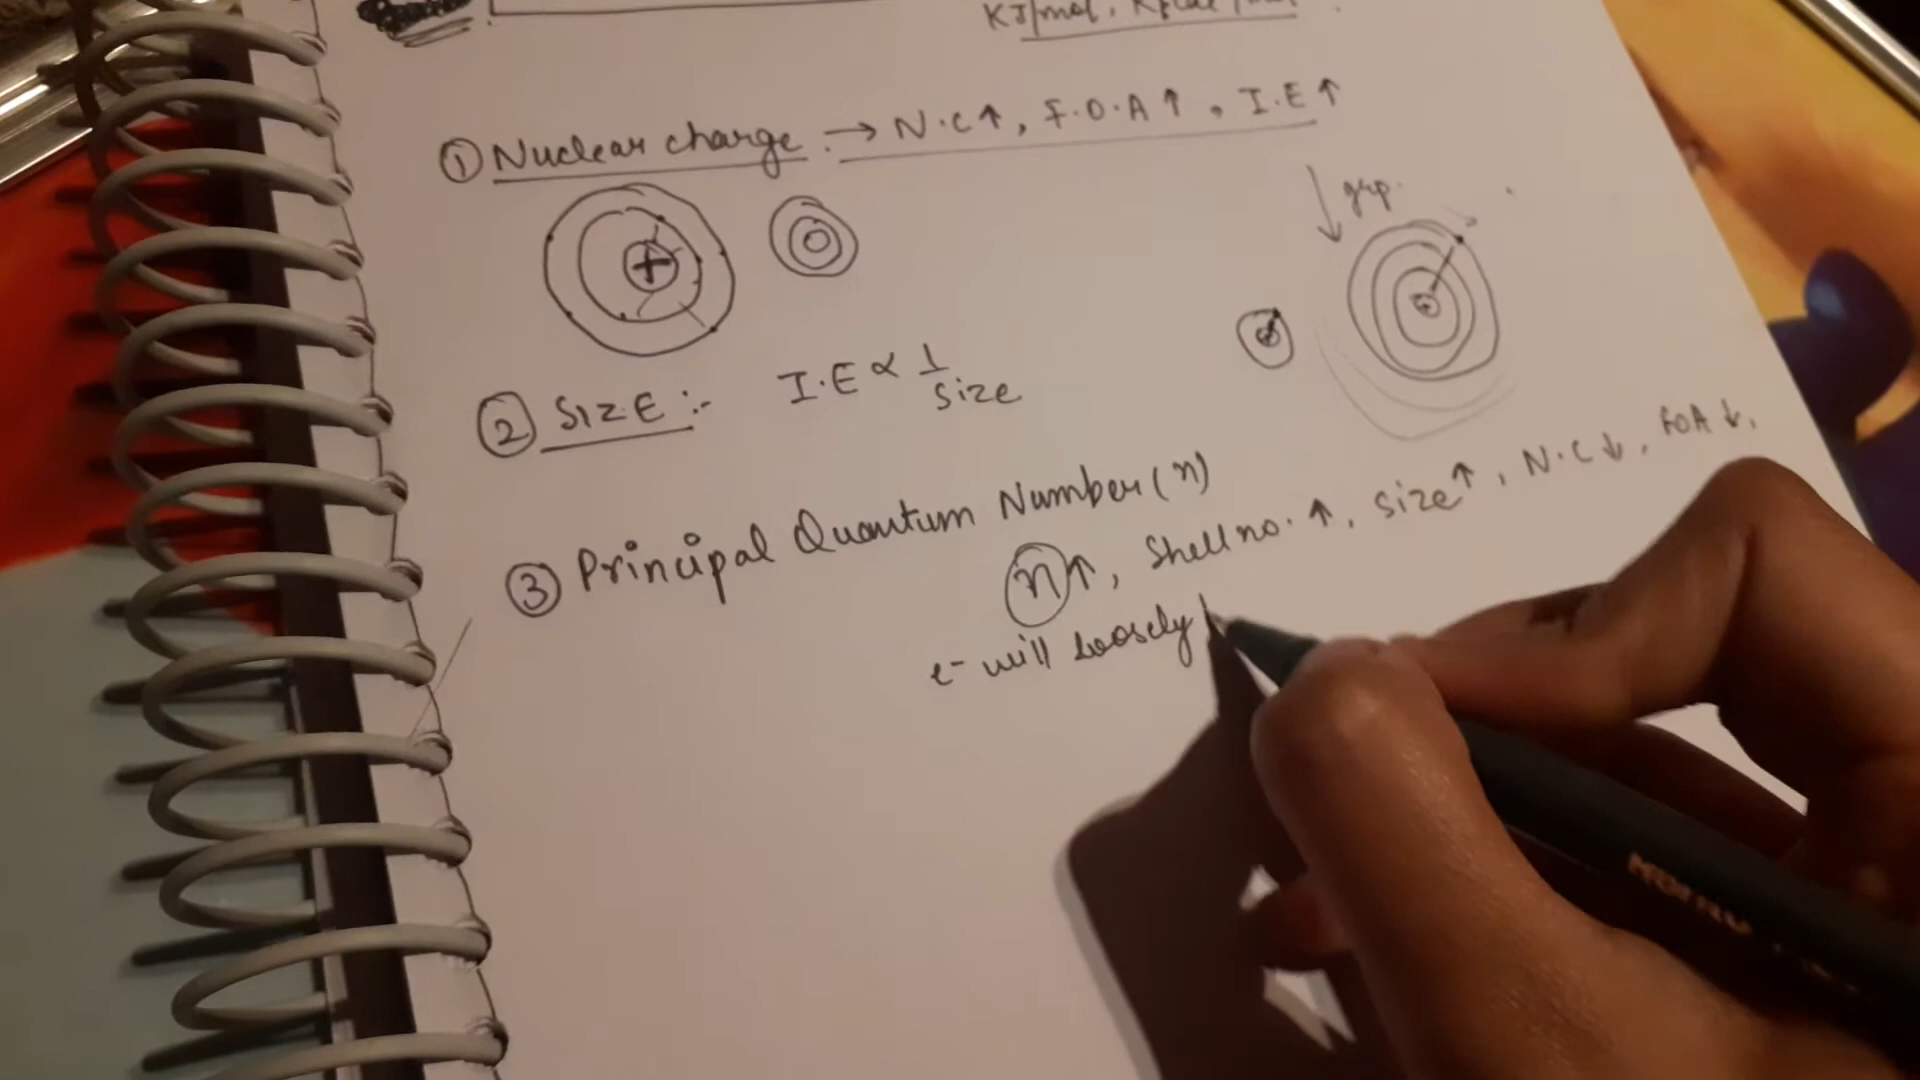 KJ/mol,
① Nuclear charge. → N.C↑, F.O.A↑, I.E↑
grp.
② SIZE :- I.E ∝ 1/Size
③ Principal Quantum Number (n)
n↑, Shell no. ↑, Size↑, N.C↓, FOA↓,
e⁻ will loosely